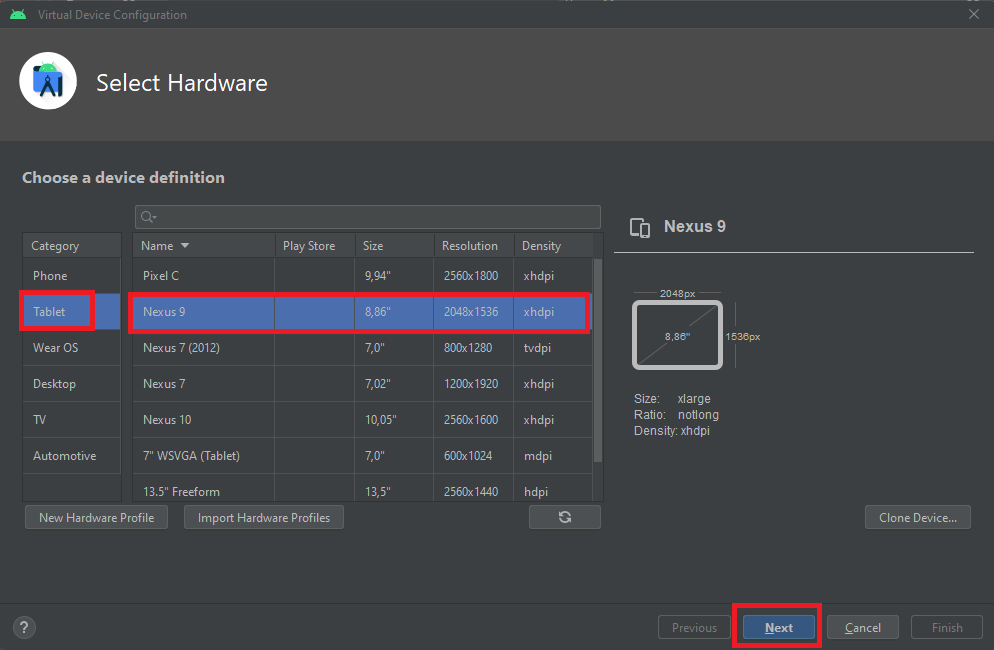 Virtual Device Configuration
Select Hardware
Choose a device definition
Category
Phone
Tablet
Wear OS
Desktop
TV
Automotive
Name Play Store Size Resolution Density
Pixel C 9,94" 2560x1800 xhdpi
Nexus 9 8,86" 2048x1536 xhdpi
Nexus 7 (2012) 7,0" 800x1280 tvdpi
Nexus 7 7,02" 1200x1920 xhdpi
Nexus 10 10,05" 2560x1600 xhdpi
7" WSVGA (Tablet) 7,0" 600x1024 mdpi
13.5" Freeform 13,5" 2560x1440 hdpi
New Hardware Profile Import Hardware Profiles
Nexus 9
2048px
8,86" 1536px
Size: xlarge
Ratio: notlong
Density: xhdpi
Clone Device...
? Previous Next Cancel Finish